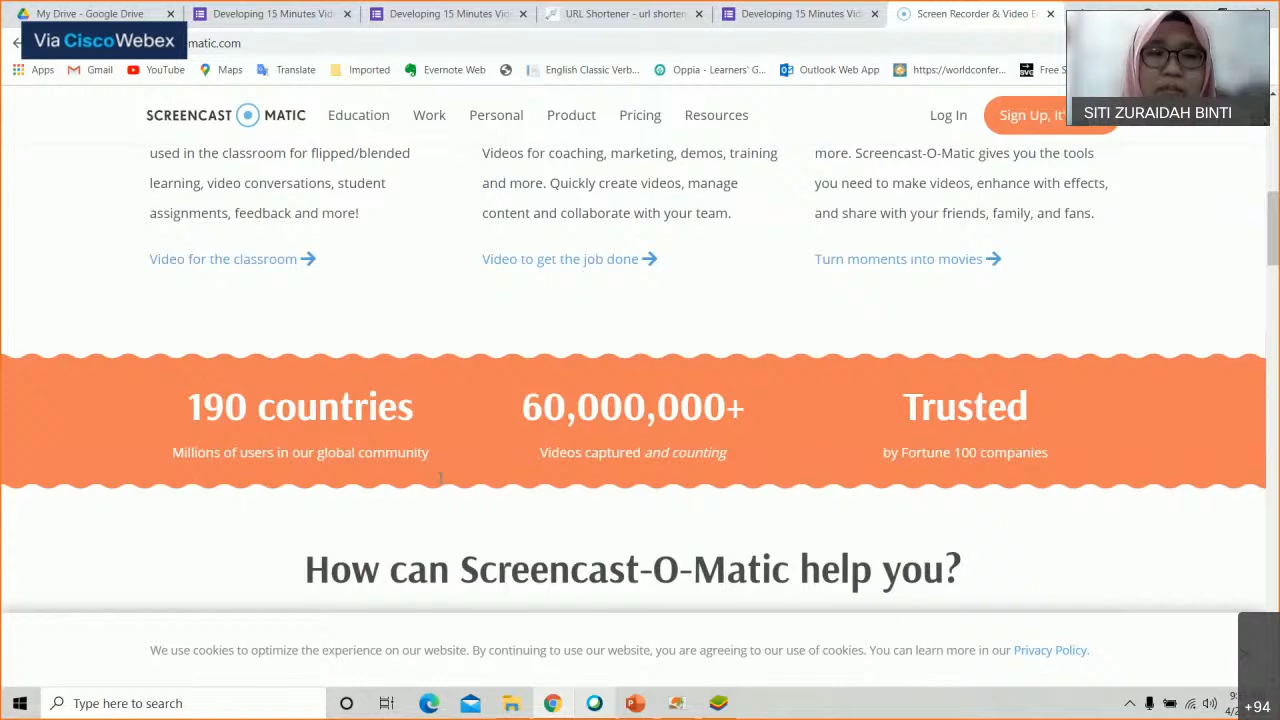 My Drive - Google Drive
Developing 15 Minutes Vide
Developing 15 Minutes Vide
URL Shortener - url shorten
Developing 15 Minutes Vide
Screen Recorder & Video E
Via CiscoWebex
matic.com
Apps
Gmail
YouTube
Maps
Translate
Imported
Evernote Web
English Classic Verb...
Oppia - Learners' G...
Outlook Web App
https://worldconfer...
Free S
SITI ZURAIDAH BINTI
SCREENCAST O MATIC
Education
Work
Personal
Product
Pricing
Resources
Log In
Sign Up, It'
used in the classroom for flipped/blended
learning, video conversations, student
assignments, feedback and more!
Video for the classroom
Videos for coaching, marketing, demos, training
and more. Quickly create videos, manage
content and collaborate with your team.
Video to get the job done
more. Screencast-O-Matic gives you the tools
you need to make videos, enhance with effects,
and share with your friends, family, and fans.
Turn moments into movies
190 countries
Millions of users in our global community
60,000,000+
Videos captured and counting
Trusted
by Fortune 100 companies
How can Screencast-O-Matic help you?
We use cookies to optimize the experience on our website. By continuing to use our website, you are agreeing to our use of cookies. You can learn more in our Privacy Policy.
Type here to search
+94